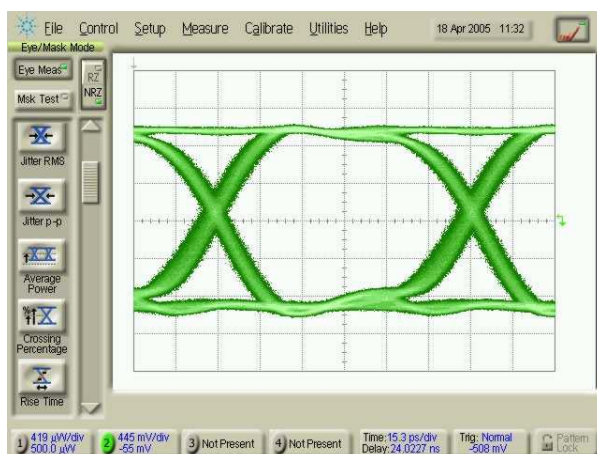 File Control Setup Measure Calibrate Utilities Help 18 Apr 2005 11:32
Eye/Mask Mode
Eye Meas
RZ
NRZ
Msk Test
Jitter RMS
Jitter p-p
Average
Power
Crossing
Percentage
Rise Time
1) 419 µW/div
500.0 µW
2) 445 mV/div
-55 mV
3) Not Present
4) Not Present
Time:15.3 ps/div
Delay:24.0227 ns
Trig: Normal
-508 mV
Pattern
Lock